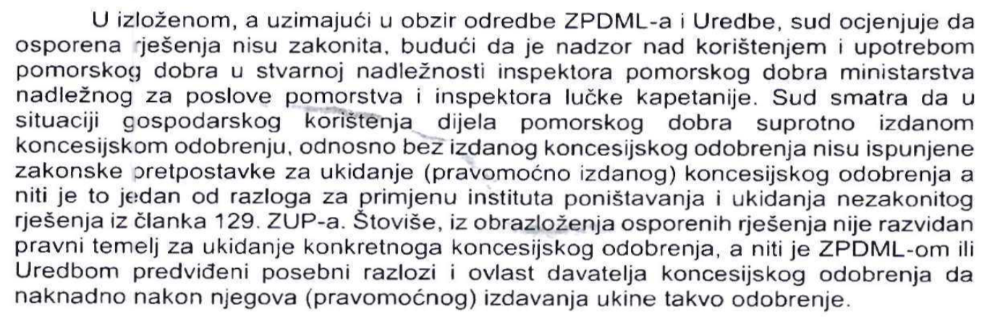 U izloženom, a uzimajući u obzir odredbe ZPDML-a i Uredbe, sud ocjenjuje da
osporena rješenja nisu zakonita, budući da je nadzor nad korištenjem i upotrebom
pomorskog dobra u stvarnoj nadležnosti inspektora pomorskog dobra ministarstva
nadležnog za poslove pomorstva i inspektora lučke kapetanije. Sud smatra da u
situaciji gospodarskog korištenja dijela pomorskog dobra suprotno izdanom
koncesijskom odobrenju, odnosno bez izdanog koncesijskog odobrenja nisu ispunjene
zakonske pretpostavke za ukidanje (pravomoćno izdanog) koncesijskog odobrenja a
niti je to jedan od razloga za primjenu instituta poništavanja i ukidanja nezakonitog
rješenja iz članka 129. ZUP-a. Štoviše, iz obrazloženja osporenih rješenja nije razvidan
pravni temelj za ukidanje konkretnoga koncesijskog odobrenja, a niti je ZPDML-om ili
Uredbom predviđeni posebni razlozi i ovlast davatelja koncesijskog odobrenja da
naknadno nakon njegova (pravomoćnog) izdavanja ukine takvo odobrenje.